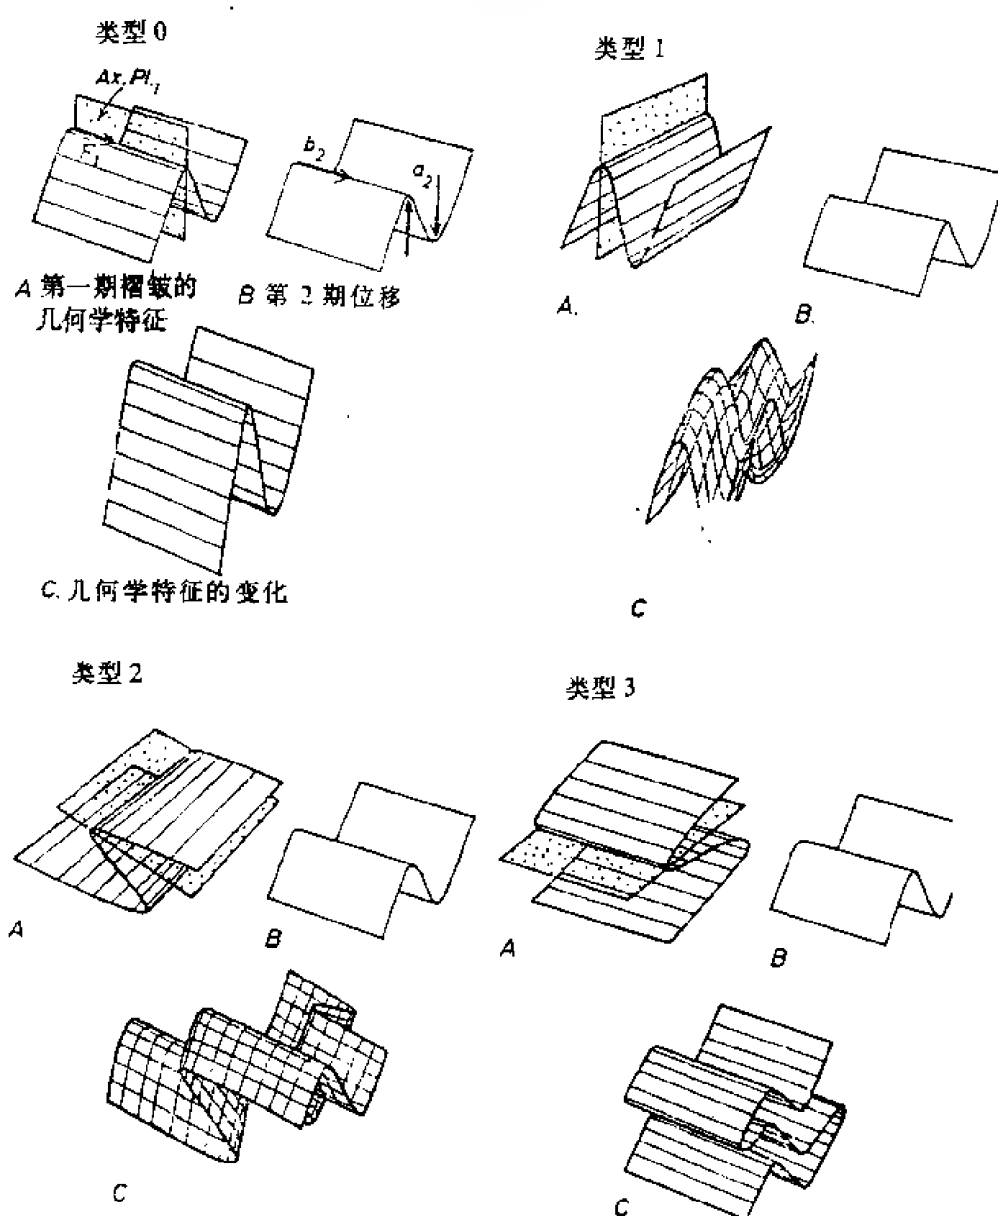 类型 0
Ax.Pl.1
F1
b2
a2
A 第一期褶皱的
几何学特征
B 第 2 期位移
C. 几何学特征的变化
类型 1
A.
B.
C
类型 2
A
B
C
类型 3
A
B
C